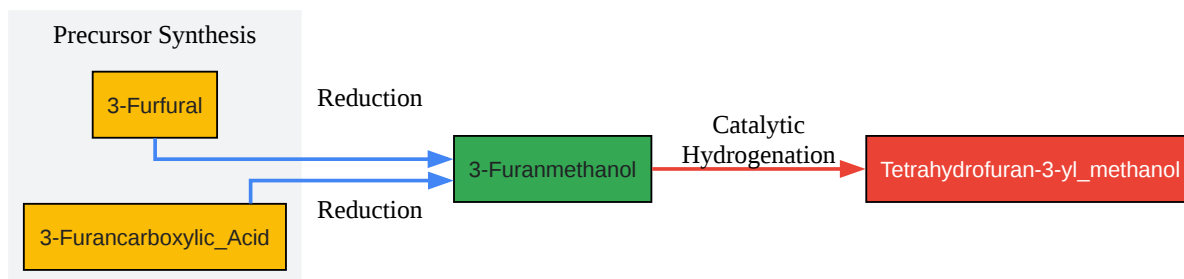 Precursor Synthesis
3-Furfural
Reduction
3-Furanmethanol
Catalytic
Hydrogenation
Tetrahydrofuran-3-yl_methanol
Reduction
3-Furancarboxylic_Acid